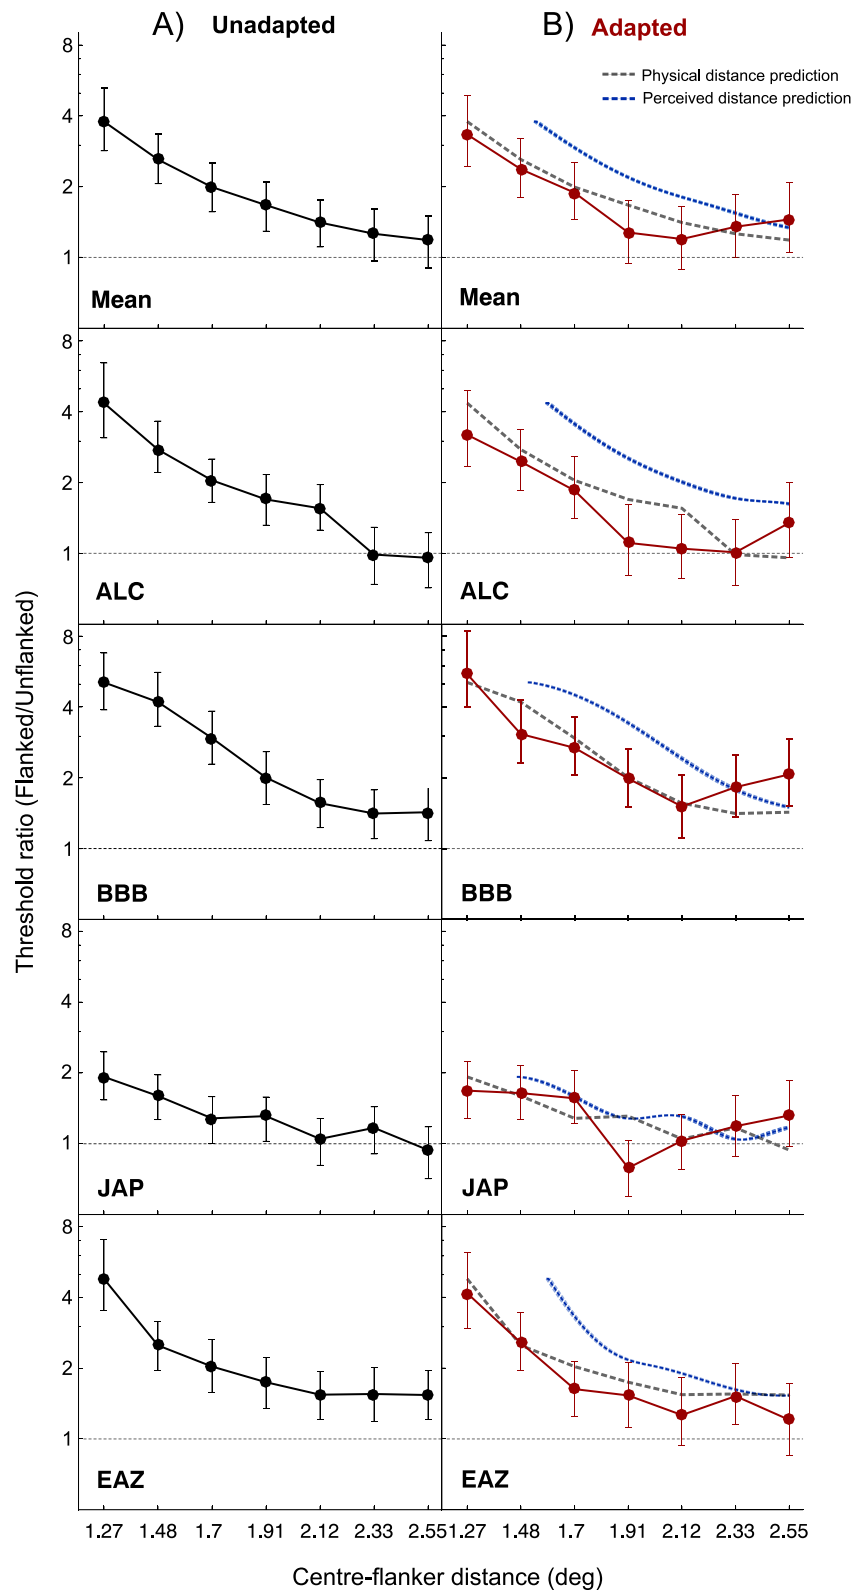 A) Unadapted
B) Adapted
Physical distance prediction
Perceived distance prediction
8
4
2
1
Mean
Mean
8
4
2
1
ALC
ALC
8
4
2
1
BBB
BBB
8
4
2
1
JAP
JAP
8
4
2
1
EAZ
EAZ
Threshold ratio (Flanked/Unflanked)
1.27 1.48 1.7 1.91 2.12 2.33 2.55
1.27 1.48 1.7 1.91 2.12 2.33 2.55
Centre-flanker distance (deg)